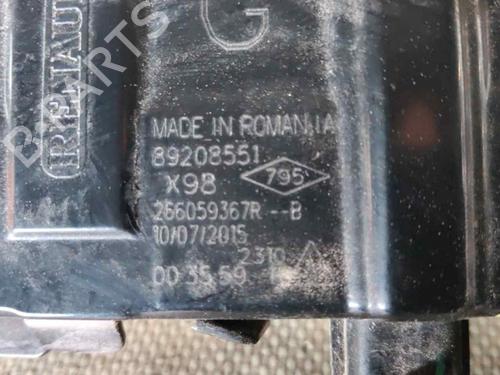 G
RENAULT
MADE IN ROMANIA
89208551
X98 795
266059367R --B
10/07/2015
2310
00 35 59
B-PARTS